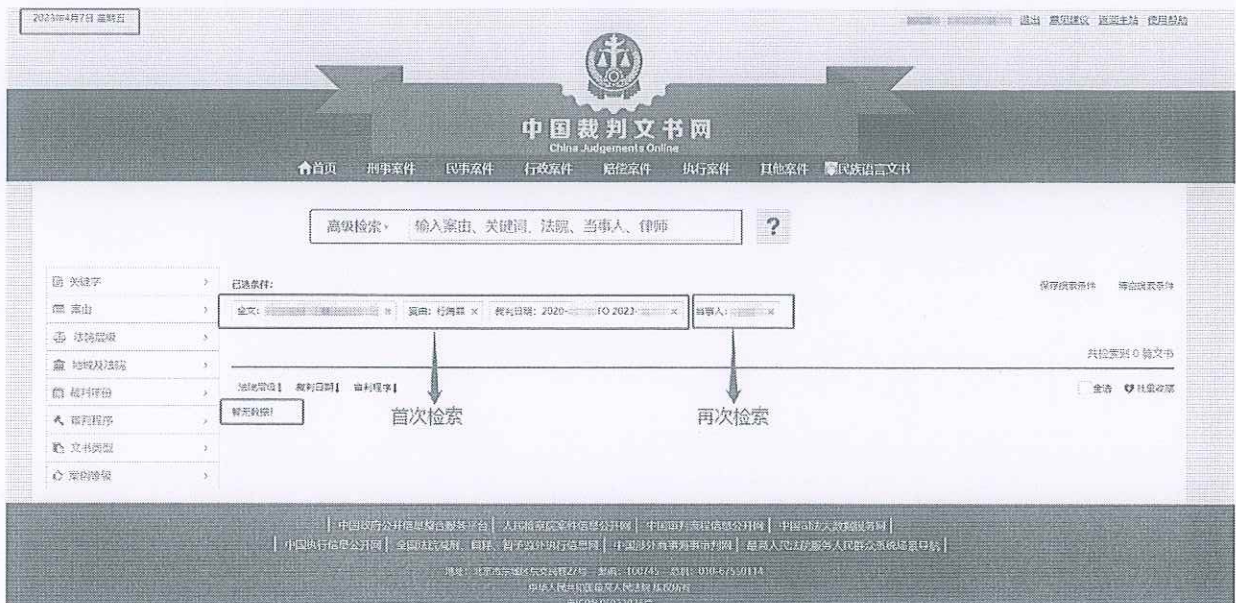 2023年4月7日 星期五
退出 意见建议 返回主站 使用帮助
中国裁判文书网
China Judgements Online
首页 刑事案件 民事案件 行政案件 赔偿案件 执行案件 其他案件 民族语言文书
高级检索 输入案由、关键词、法院、当事人、律师 ?
关键字
案由
法院层级
地域及法院
裁判年份
审判程序
文书类型
案例等级
已选条件：
保存搜索条件 清空搜索条件
全文： × 案由：行贿罪 × 裁判日期：2020- TO 2023- × 当事人： ×
共检索到 0 篇文书
法院层级 裁判日期 审判程序
全选 批量收藏
暂无数据!
首次检索 再次检索
中国政府公开信息整合服务平台 | 人民检察院案件信息公开网 | 中国审判流程信息公开网 | 中国司法大数据服务网
中国执行信息公开网 | 全国法院减刑、假释、暂予监外执行信息网 | 中国涉外商事海事审判网 | 最高人民法院服务人民群众系统场景导航
地址：北京市东城区东交民巷27号 邮编：100745 总机：010-67550114
中华人民共和国最高人民法院 版权所有